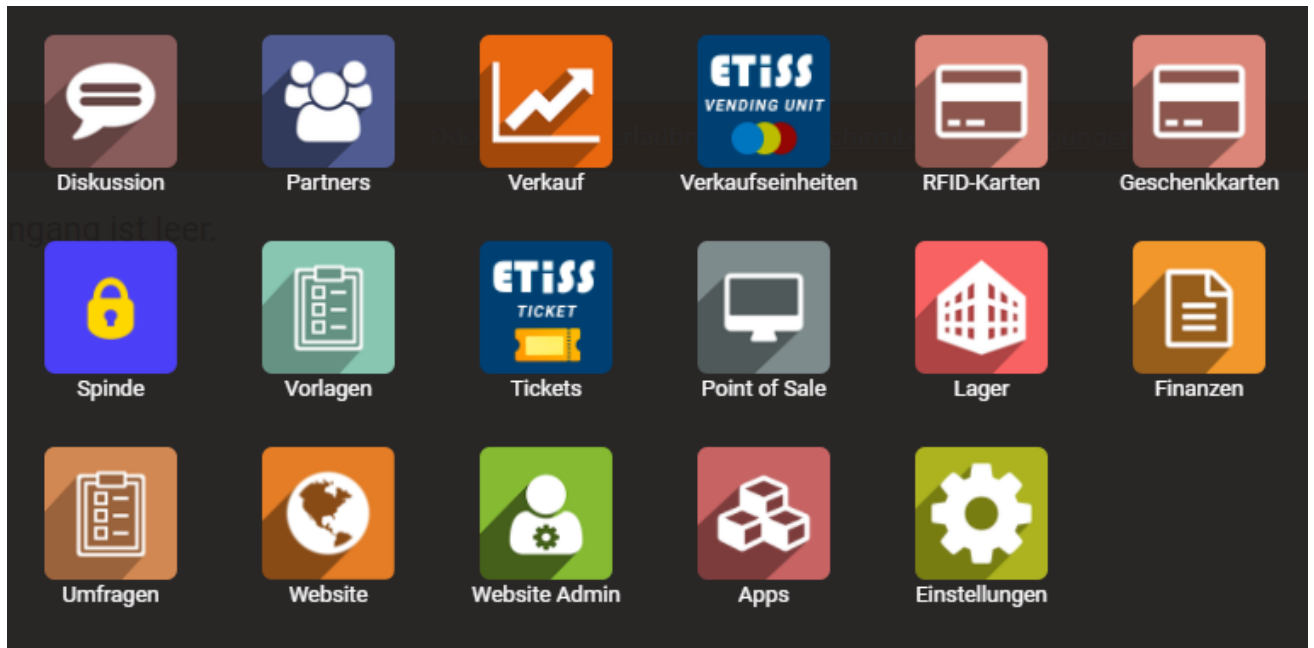 ETiSS
VENDING UNIT
Diskussion
Partners
Verkauf
Verkaufseinheiten
RFID-Karten
Geschenkkarten
ngang ist leer.
ETiSS
TICKET
Spinde
Vorlagen
Tickets
Point of Sale
Lager
Finanzen
Umfragen
Website
Website Admin
Apps
Einstellungen